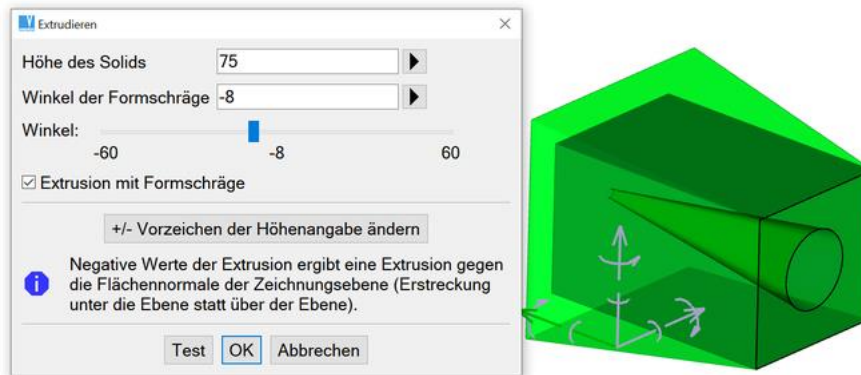 Extrudieren
Höhe des Solids 75
Winkel der Formschräge -8
Winkel:
-60 -8 60
Extrusion mit Formschräge
+/- Vorzeichen der Höhenangabe ändern
Negative Werte der Extrusion ergibt eine Extrusion gegen
die Flächennormale der Zeichnungsebene (Erstreckung
unter die Ebene statt über der Ebene).
Test OK Abbrechen